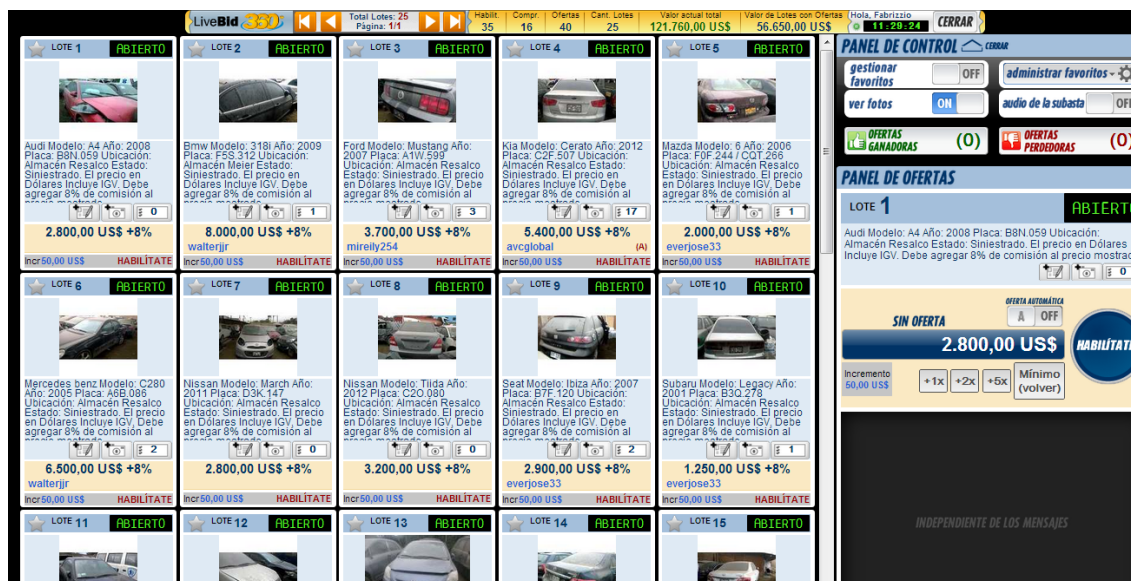 LiveBid 360°
Total Lotes: 25
Página: 1/1
Habilit.
35
Compr.
16
Ofertas
40
Cant. Lotes
25
Valor actual total
121.760,00 US$
Valor de Lotes con Ofertas
56.650,00 US$
Hola, Fabrizzio
11:29:24
CERRAR
LOTE 1 ABIERTO
Audi Modelo: A4 Año: 2008
Placa: B8N.059 Ubicación:
Almacén Resalco Estado:
Siniestrado. El precio en
Dólares Incluye IGV. Debe
agregar 8% de comisión al
0
2.800,00 US$ +8%
Incr 50,00 US$ HABILÍTATE
LOTE 2 ABIERTO
Bmw Modelo: 318i Año: 2009
Placa: F5S.312 Ubicación:
Almacén Meier Estado:
Siniestrado. El precio en
Dólares Incluye IGV. Debe
agregar 8% de comisión al
1
8.000,00 US$ +8%
walterjjr
Incr 50,00 US$ HABILÍTATE
LOTE 3 ABIERTO
Ford Modelo: Mustang Año:
2007 Placa: A1W.599
Ubicación: Almacén Resalco
Estado: Siniestrado. El precio
en Dólares Incluye IGV. Debe
agregar 8% de comisión al
3
3.700,00 US$ +8%
mireily254
Incr 50,00 US$ HABILÍTATE
LOTE 4 ABIERTO
Kia Modelo: Cerato Año: 2012
Placa: C2F.507 Ubicación:
Almacén Resalco Estado:
Siniestrado. El precio en
Dólares Incluye IGV. Debe
agregar 8% de comisión al
17
5.400,00 US$ +8%
avcglobal (A)
Incr 50,00 US$ HABILÍTATE
LOTE 5 ABIERTO
Mazda Modelo: 6 Año: 2006
Placa: F0F.244 / CQT.266
Ubicación: Almacén Resalco
Estado: Siniestrado. El precio
en Dólares Incluye IGV. Debe
agregar 8% de comisión al
1
2.000,00 US$ +8%
everjose33
Incr 50,00 US$ HABILÍTATE
LOTE 6 ABIERTO
Mercedes benz Modelo: C280
Año: 2005 Placa: A6B.086
Ubicación: Almacén Resalco
Estado: Siniestrado. El precio
en Dólares Incluye IGV. Debe
agregar 8% de comisión al
2
6.500,00 US$ +8%
walterjjr
Incr 50,00 US$ HABILÍTATE
LOTE 7 ABIERTO
Nissan Modelo: March Año:
2011 Placa: D3K.147
Ubicación: Almacén Resalco
Estado: Siniestrado. El precio
en Dólares Incluye IGV. Debe
agregar 8% de comisión al
0
2.800,00 US$ +8%
Incr 50,00 US$ HABILÍTATE
LOTE 8 ABIERTO
Nissan Modelo: Tiida Año:
2012 Placa: C2O.080
Ubicación: Almacén Resalco
Estado: Siniestrado. El precio
en Dólares Incluye IGV. Debe
agregar 8% de comisión al
0
3.200,00 US$ +8%
Incr 50,00 US$ HABILÍTATE
LOTE 9 ABIERTO
Seat Modelo: Ibiza Año: 2007
Placa: B7F.120 Ubicación:
Almacén Resalco Estado:
Siniestrado. El precio en
Dólares Incluye IGV. Debe
agregar 8% de comisión al
2
2.900,00 US$ +8%
everjose33
Incr 50,00 US$ HABILÍTATE
LOTE 10 ABIERTO
Subaru Modelo: Legacy Año:
2001 Placa: B3Q.278
Ubicación: Almacén Resalco
Estado: Siniestrado. El precio
en Dólares Incluye IGV. Debe
agregar 8% de comisión al
1
1.250,00 US$ +8%
everjose33
Incr 50,00 US$ HABILÍTATE
LOTE 11 ABIERTO
LOTE 12 ABIERTO
LOTE 13 ABIERTO
LOTE 14 ABIERTO
LOTE 15 ABIERTO
PANEL DE CONTROL CERRAR
gestionar
favoritos
OFF
administrar favoritos
ver fotos
ON
audio de la subasta
OFF
OFERTAS
GANADORAS
(0)
OFERTAS
PERDEDORAS
(0)
PANEL DE OFERTAS
LOTE 1 ABIERTO
Audi Modelo: A4 Año: 2008 Placa: B8N.059 Ubicación:
Almacén Resalco Estado: Siniestrado. El precio en Dólares
Incluye IGV. Debe agregar 8% de comisión al precio mostrado
0
OFERTA AUTOMÁTICA
A OFF
SIN OFERTA
2.800,00 US$
HABILÍTATE
Incremento
50,00 US$
+1x
+2x
+5x
Mínimo
(volver)
INDEPENDIENTE DE LOS MENSAJES